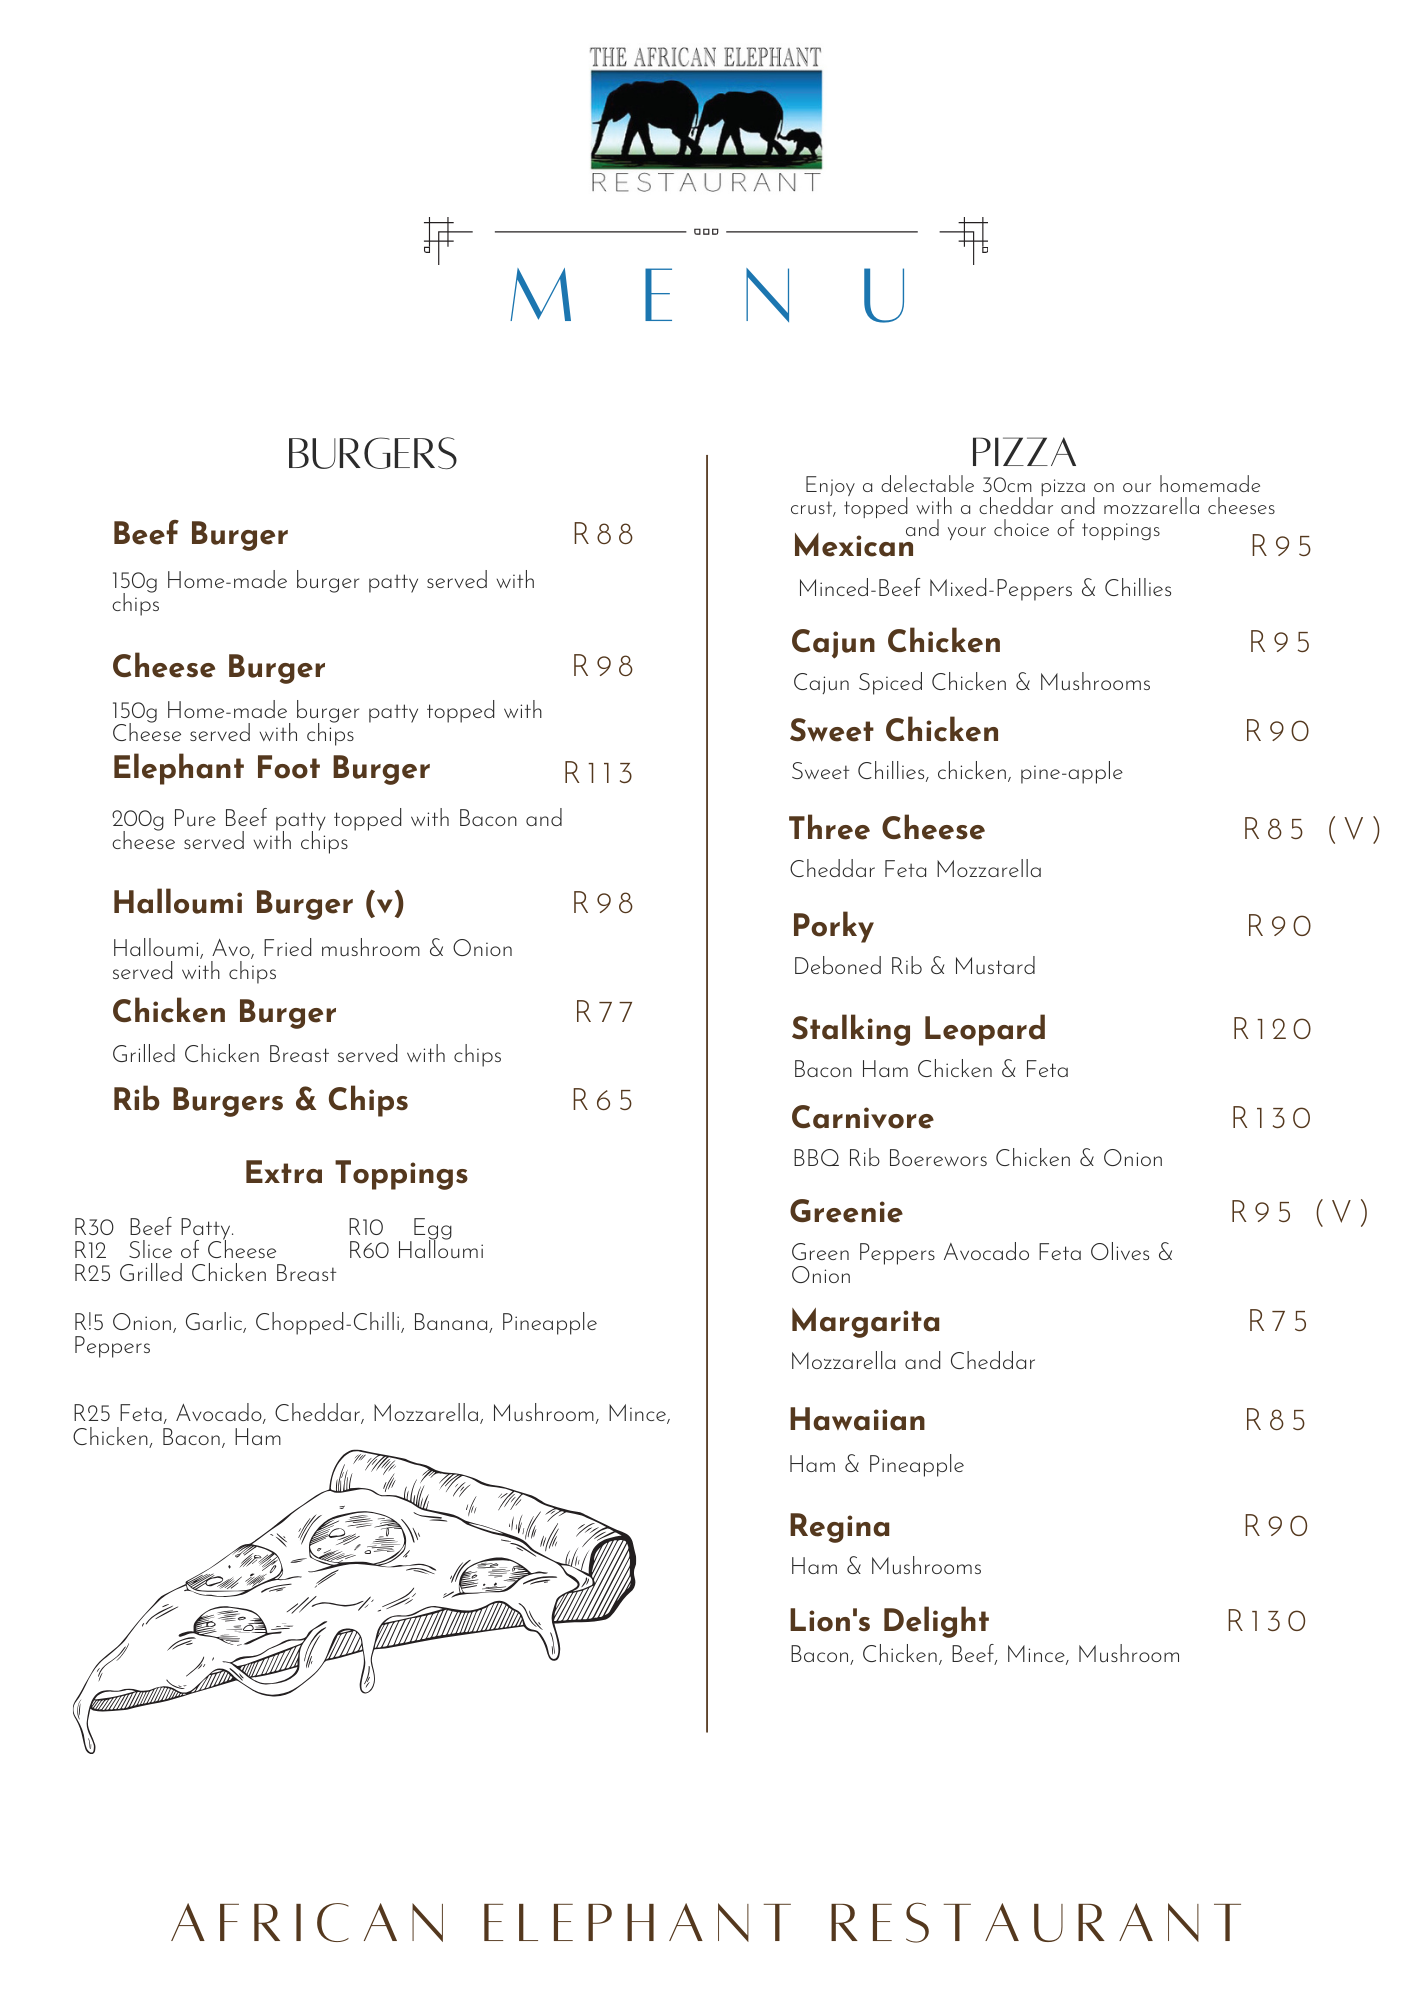 THE AFRICAN ELEPHANT
RESTAURANT
MENU
BURGERS
Beef Burger R88
150g Home-made burger patty served with
chips
Cheese Burger R98
150g Home-made burger patty topped with
Cheese served with chips
Elephant Foot Burger R113
200g Pure Beef patty topped with Bacon and
cheese served with chips
Halloumi Burger (v) R98
Halloumi, Avo, Fried mushroom & Onion
served with chips
Chicken Burger R77
Grilled Chicken Breast served with chips
Rib Burgers & Chips R65
Extra Toppings
R30 Beef Patty. R10 Egg
R12 Slice of Cheese R60 Halloumi
R25 Grilled Chicken Breast
R!5 Onion, Garlic, Chopped-Chilli, Banana, Pineapple
Peppers
R25 Feta, Avocado, Cheddar, Mozzarella, Mushroom, Mince,
Chicken, Bacon, Ham
PIZZA
Enjoy a delectable 30cm pizza on our homemade
crust, topped with a cheddar and mozzarella cheeses
and your choice of toppings
Mexican R95
Minced-Beef Mixed-Peppers & Chillies
Cajun Chicken R95
Cajun Spiced Chicken & Mushrooms
Sweet Chicken R90
Sweet Chillies, chicken, pine-apple
Three Cheese R85 (V)
Cheddar Feta Mozzarella
Porky R90
Deboned Rib & Mustard
Stalking Leopard R120
Bacon Ham Chicken & Feta
Carnivore R130
BBQ Rib Boerewors Chicken & Onion
Greenie R95 (V)
Green Peppers Avocado Feta Olives &
Onion
Margarita R75
Mozzarella and Cheddar
Hawaiian R85
Ham & Pineapple
Regina R90
Ham & Mushrooms
Lion's Delight R130
Bacon, Chicken, Beef, Mince, Mushroom
AFRICAN ELEPHANT RESTAURANT